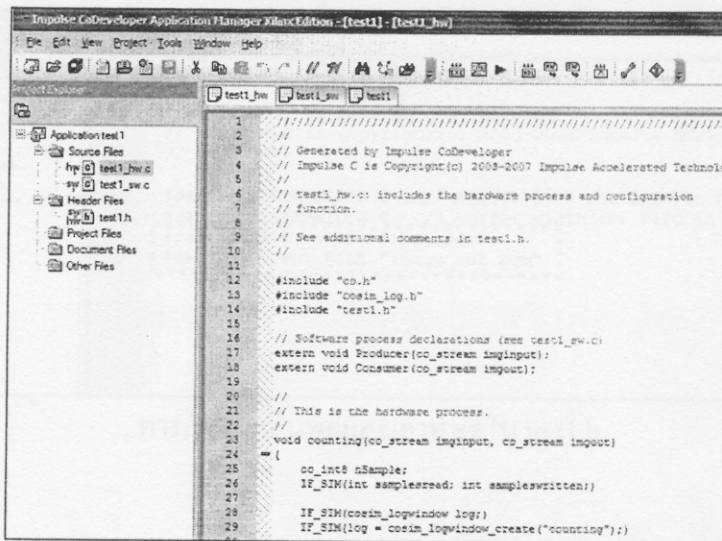 Impulse CoDeveloper Application Manager Xilinx Edition - [test1] - [test1_hw]
File Edit View Project Tools Window Help
Project Explorer
test1_hw test1_sw test1
Application test1
Source Files
hw c test1_hw.c
sw c test1_sw.c
Header Files
sw hw h test1.h
Project Files
Document Files
Other Files
1 ////////////////////////////////////////////////////////////////////////
2 //
3 // Generated by Impulse CoDeveloper
4 // Impulse C is Copyright(c) 2003-2007 Impulse Accelerated Technol
5 //
6 // test1_hw.c: includes the hardware process and configuration
7 // function.
8 //
9 // See additional comments in test1.h.
10 //
11
12 #include "co.h"
13 #include "cosim_log.h"
14 #include "test1.h"
15
16 // Software process declarations (see test1_sw.c)
17 extern void Producer(co_stream imginput);
18 extern void Consumer(co_stream imgout);
19
20 //
21 // This is the hardware process.
22 //
23 void counting(co_stream imginput, co_stream imgout)
24 {
25 co_int8 nSample;
26 IF_SIM(int samplesread; int sampleswritten;)
27
28 IF_SIM(cosim_logwindow log;)
29 IF_SIM(log = cosim_logwindow_create("counting");)